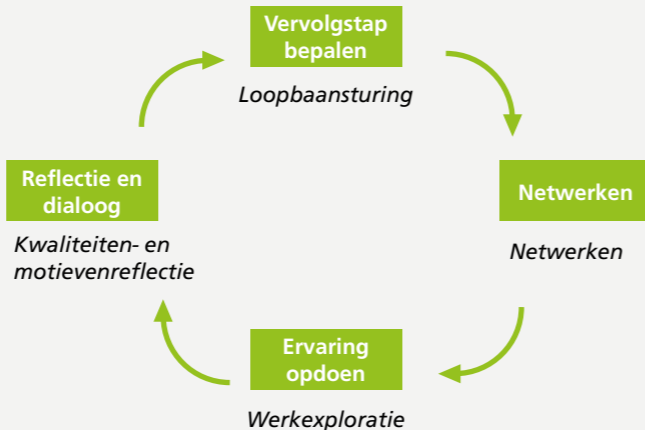 Vervolgstap
bepalen
Loopbaansturing
Netwerken
Netwerken
Ervaring
opdoen
Werkexploratie
Reflectie en
dialoog
Kwaliteiten- en
motievenreflectie